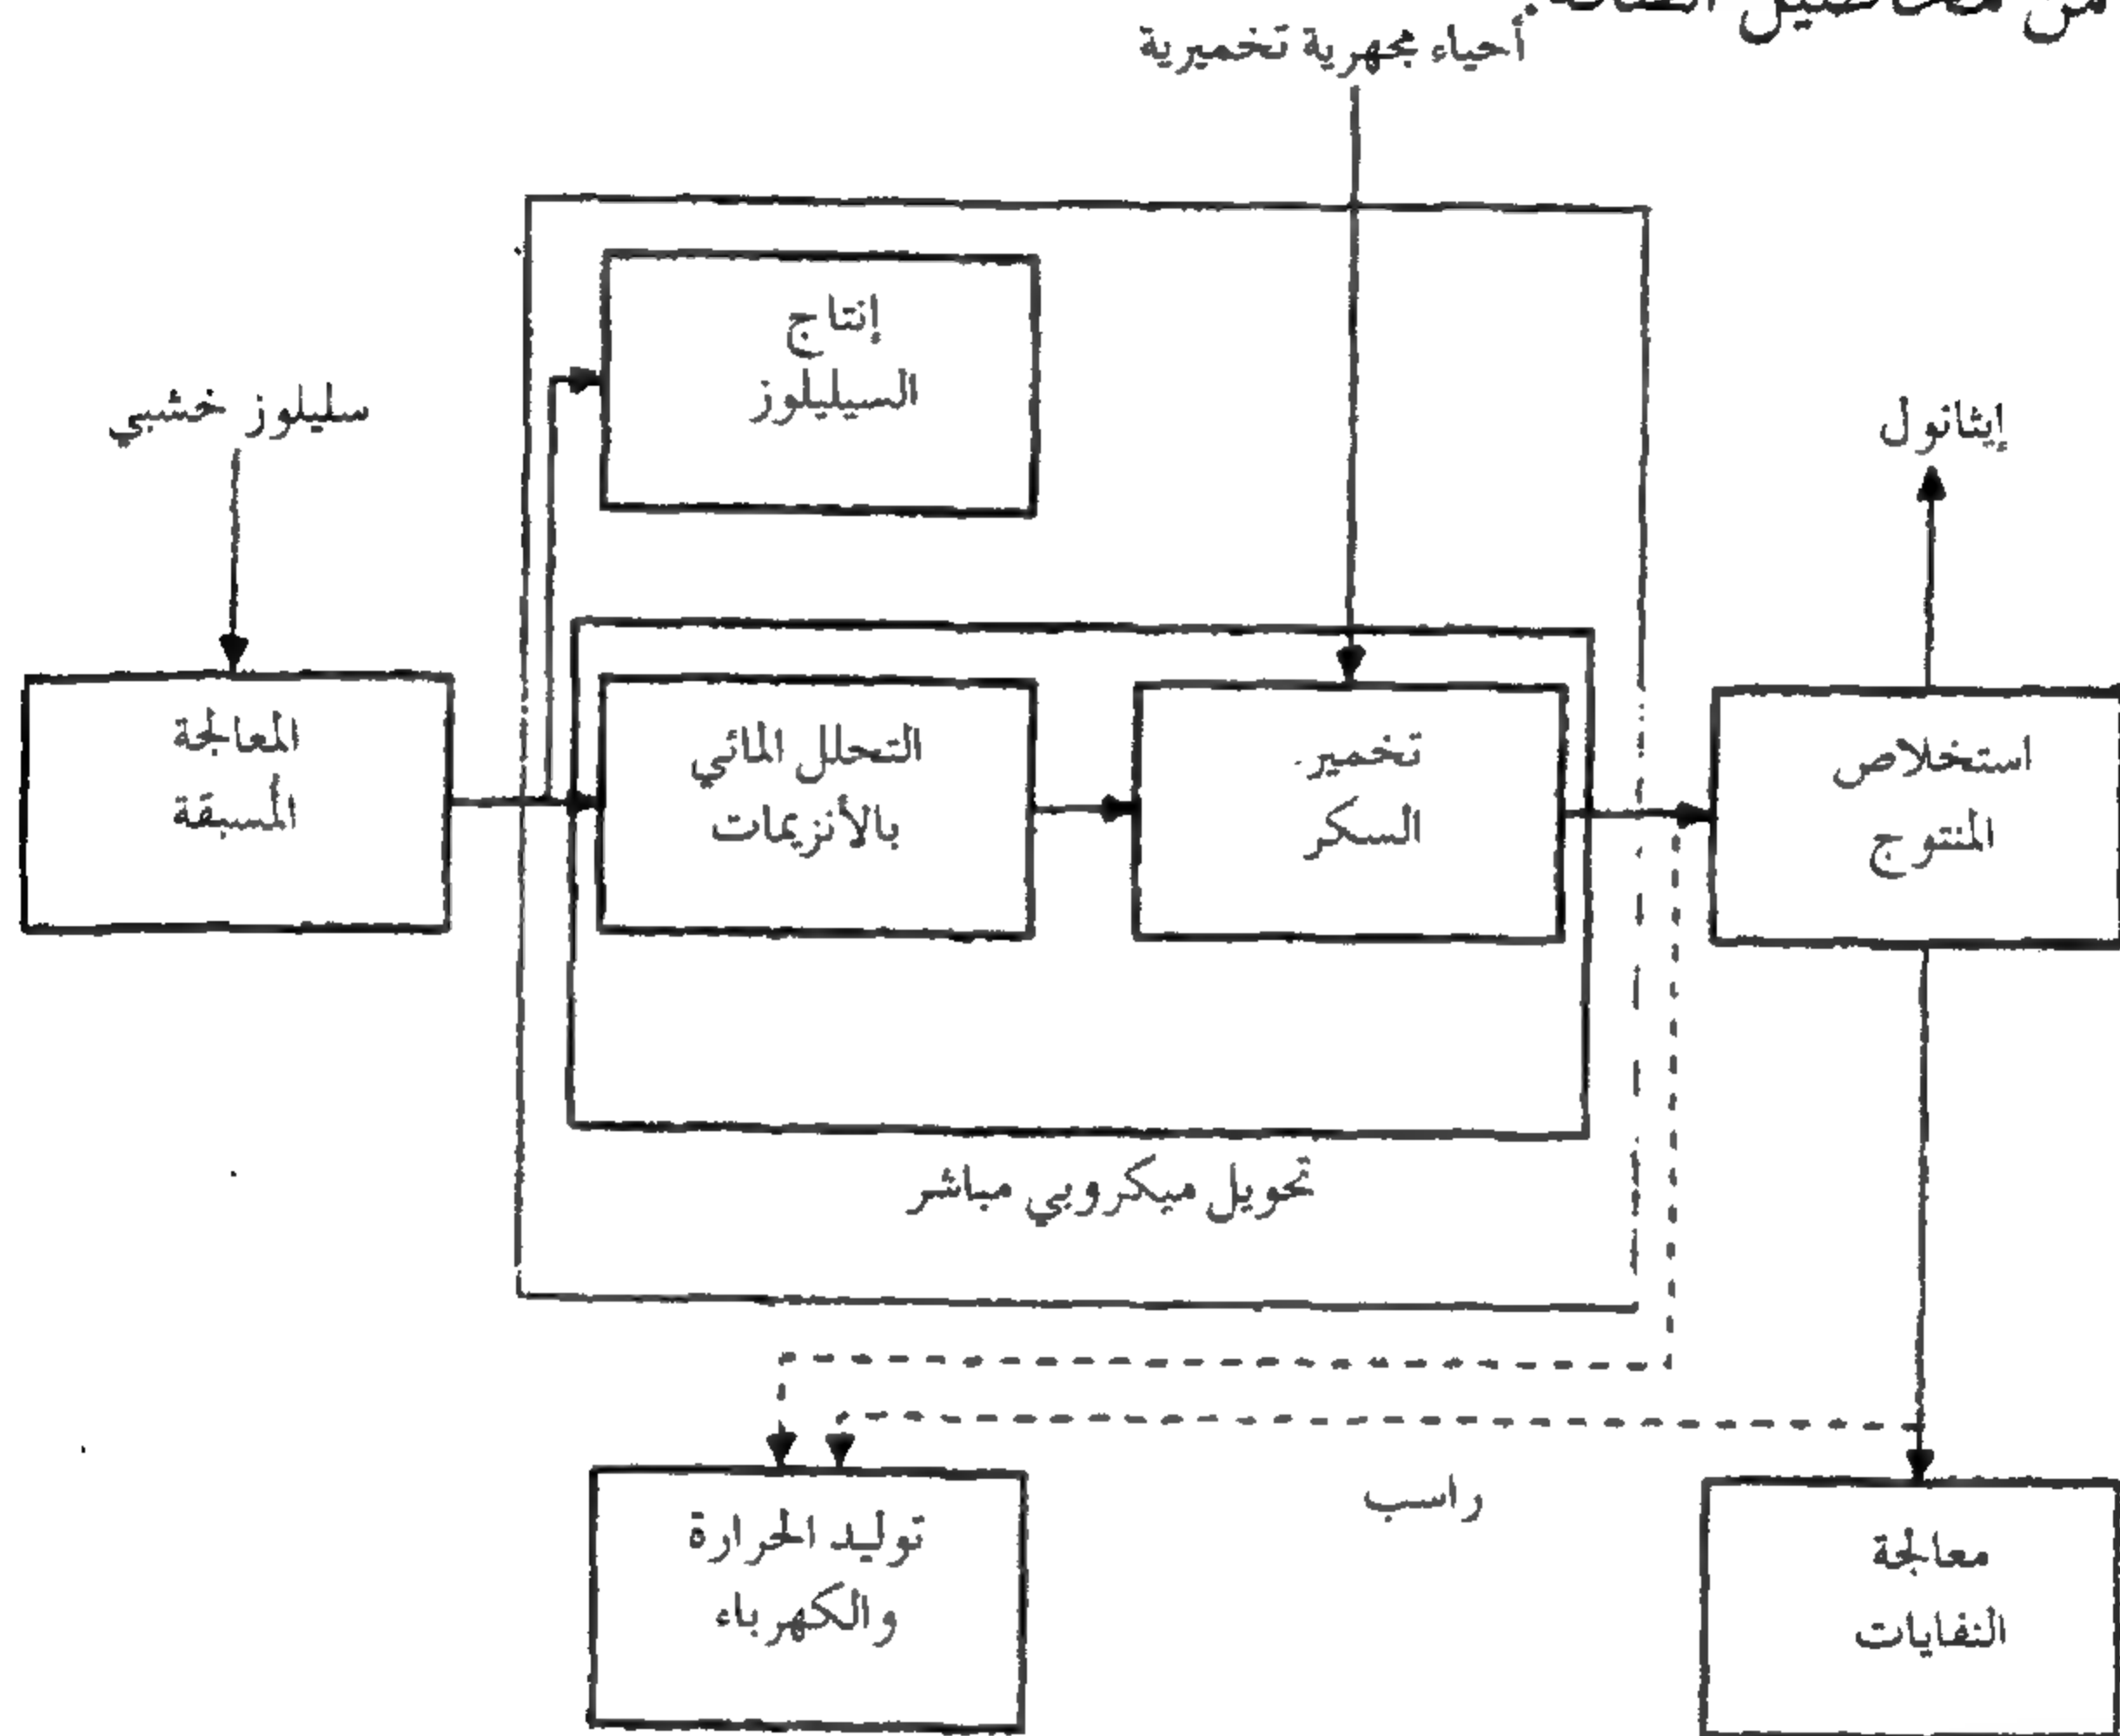 أحياء مجهرية تخميرية
إنتاج
السيليلوز
سليلوز خشبي
إيثانول
المعالجة
المسبقة
التحلل المائي
بالأنزيمات
تخمير
السكر
استخلاص
المنتوج
تحويل ميكروبي مباشر
راسب
توليد الحرارة
والكهرباء
معالجة
النفايات